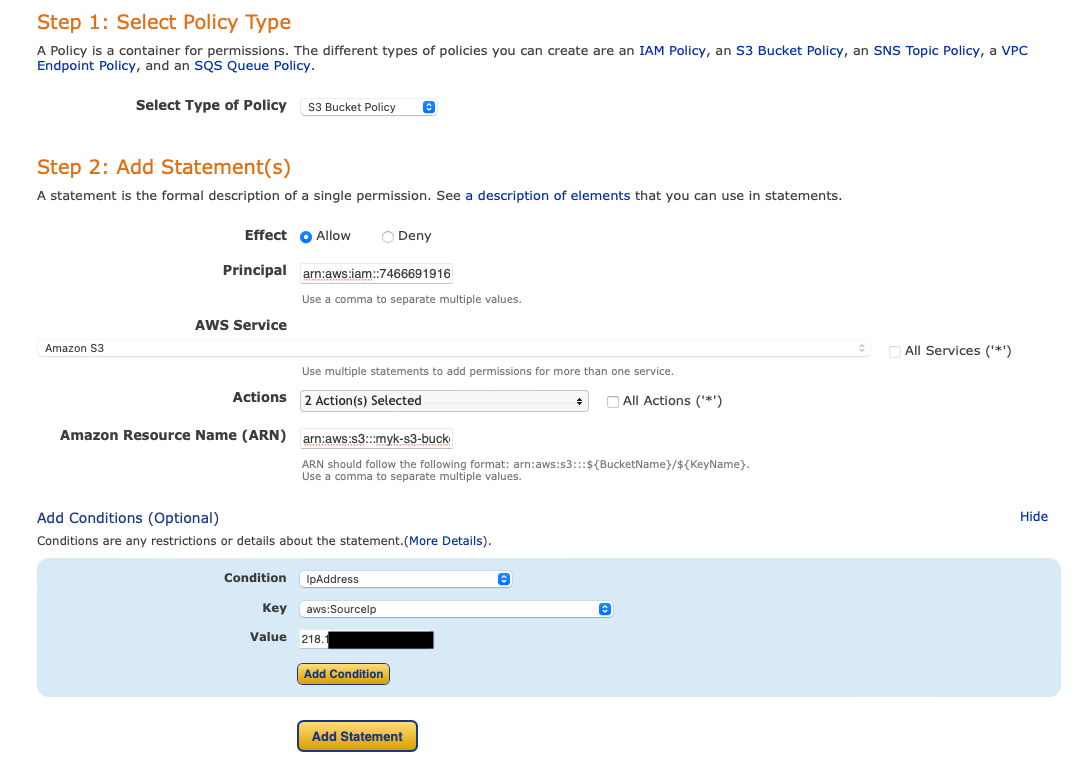 Step 1: Select Policy Type
A Policy is a container for permissions. The different types of policies you can create are an IAM Policy, an S3 Bucket Policy, an SNS Topic Policy, a VPC
Endpoint Policy, and an SQS Queue Policy.
Select Type of Policy S3 Bucket Policy
Step 2: Add Statement(s)
A statement is the formal description of a single permission. See a description of elements that you can use in statements.
Effect Allow Deny
Principal arn:aws:iam::7466691916
Use a comma to separate multiple values.
AWS Service
Amazon S3 All Services ('*')
Use multiple statements to add permissions for more than one service.
Actions 2 Action(s) Selected All Actions ('*')
Amazon Resource Name (ARN) arn:aws:s3:::myk-s3-buck
ARN should follow the following format: arn:aws:s3:::${BucketName}/${KeyName}.
Use a comma to separate multiple values.
Add Conditions (Optional) Hide
Conditions are any restrictions or details about the statement.(More Details).
Condition IpAddress
Key aws:SourceIp
Value 218.1
Add Condition
Add Statement